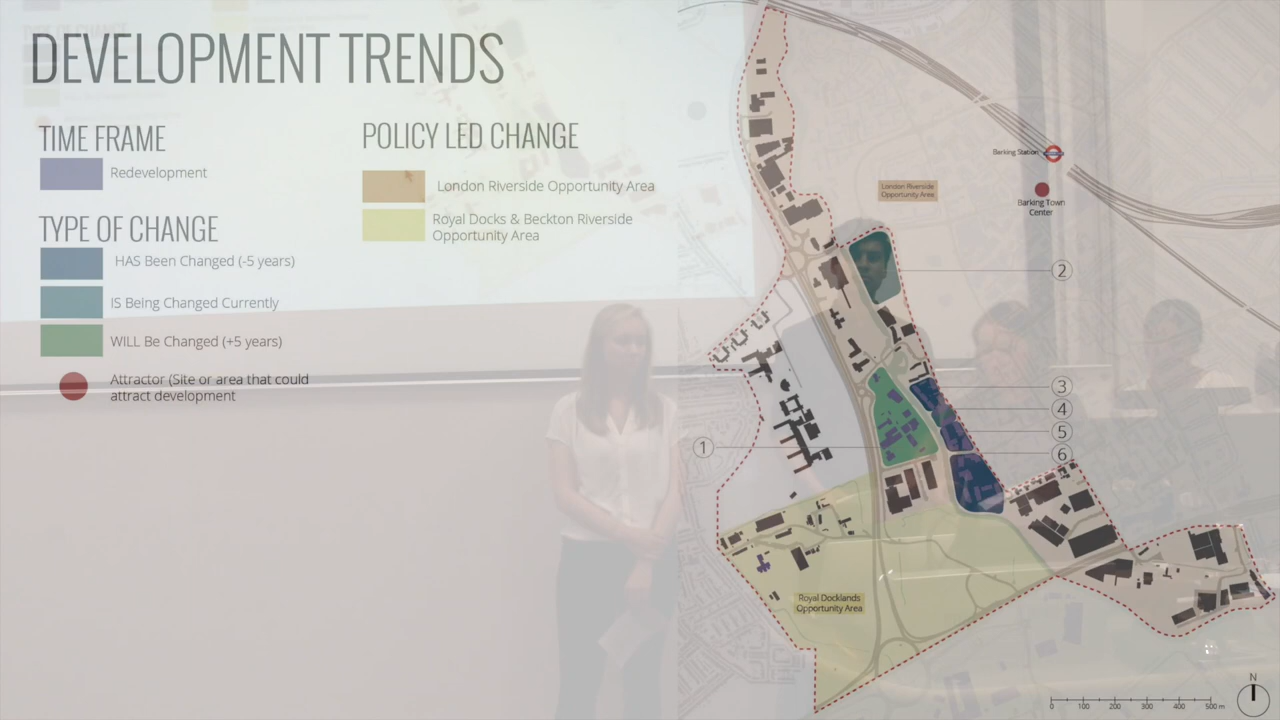 DEVELOPMENT TRENDS
TIME FRAME
Redevelopment
TYPE OF CHANGE
HAS Been Changed (-5 years)
IS Being Changed Currently
WILL Be Changed (+5 years)
Attractor (Site or area that could
attract development
POLICY LED CHANGE
London Riverside Opportunity Area
Royal Docks & Beckton Riverside
Opportunity Area
Barking Station
London Riverside
Opportunity Area
Barking Town
Center
2
3
4
5
6
1
Royal Docklands
Opportunity Area
N
0 100 200 300 400 500 m